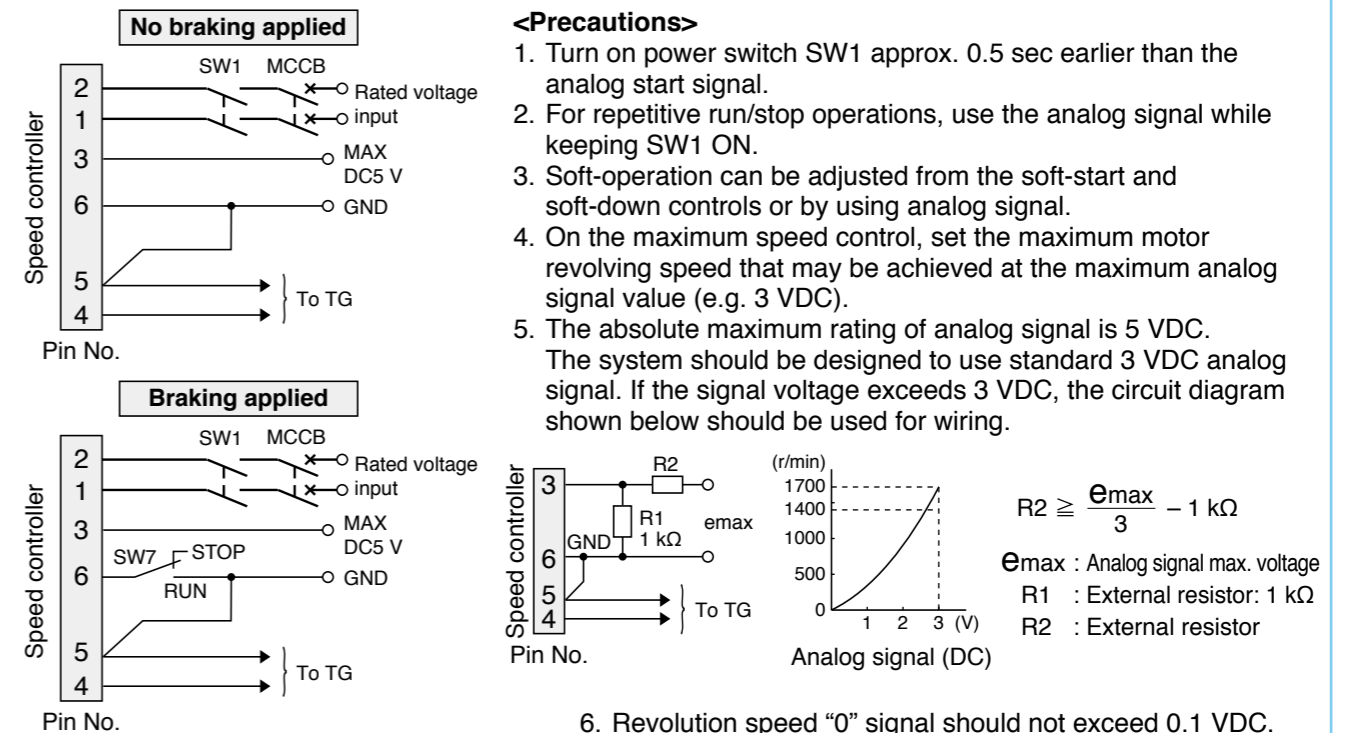 No braking applied
SW1 MCCB
Speed controller
2
Rated voltage
1
input
3
MAX
DC5 V
6
GND
5
To TG
4
Pin No.
Braking applied
SW1 MCCB
Speed controller
2
Rated voltage
1
input
3
MAX
DC5 V
SW7 STOP
6
GND
RUN
5
To TG
4
Pin No.
<Precautions>
1. Turn on power switch SW1 approx. 0.5 sec earlier than the
analog start signal.
2. For repetitive run/stop operations, use the analog signal while
keeping SW1 ON.
3. Soft-operation can be adjusted from the soft-start and
soft-down controls or by using analog signal.
4. On the maximum speed control, set the maximum motor
revolving speed that may be achieved at the maximum analog
signal value (e.g. 3 VDC).
5. The absolute maximum rating of analog signal is 5 VDC.
The system should be designed to use standard 3 VDC analog
signal. If the signal voltage exceeds 3 VDC, the circuit diagram
shown below should be used for wiring.
Speed controller
R2
3
R1
1 kΩ
emax
GND
6
5
To TG
4
Pin No.
(r/min)
1700
1400
1000
500
0
1 2 3 (V)
Analog signal (DC)
R2 ≧ emax/3 – 1 kΩ
emax : Analog signal max. voltage
R1 : External resistor: 1 kΩ
R2 : External resistor
6. Revolution speed “0” signal should not exceed 0.1 VDC.